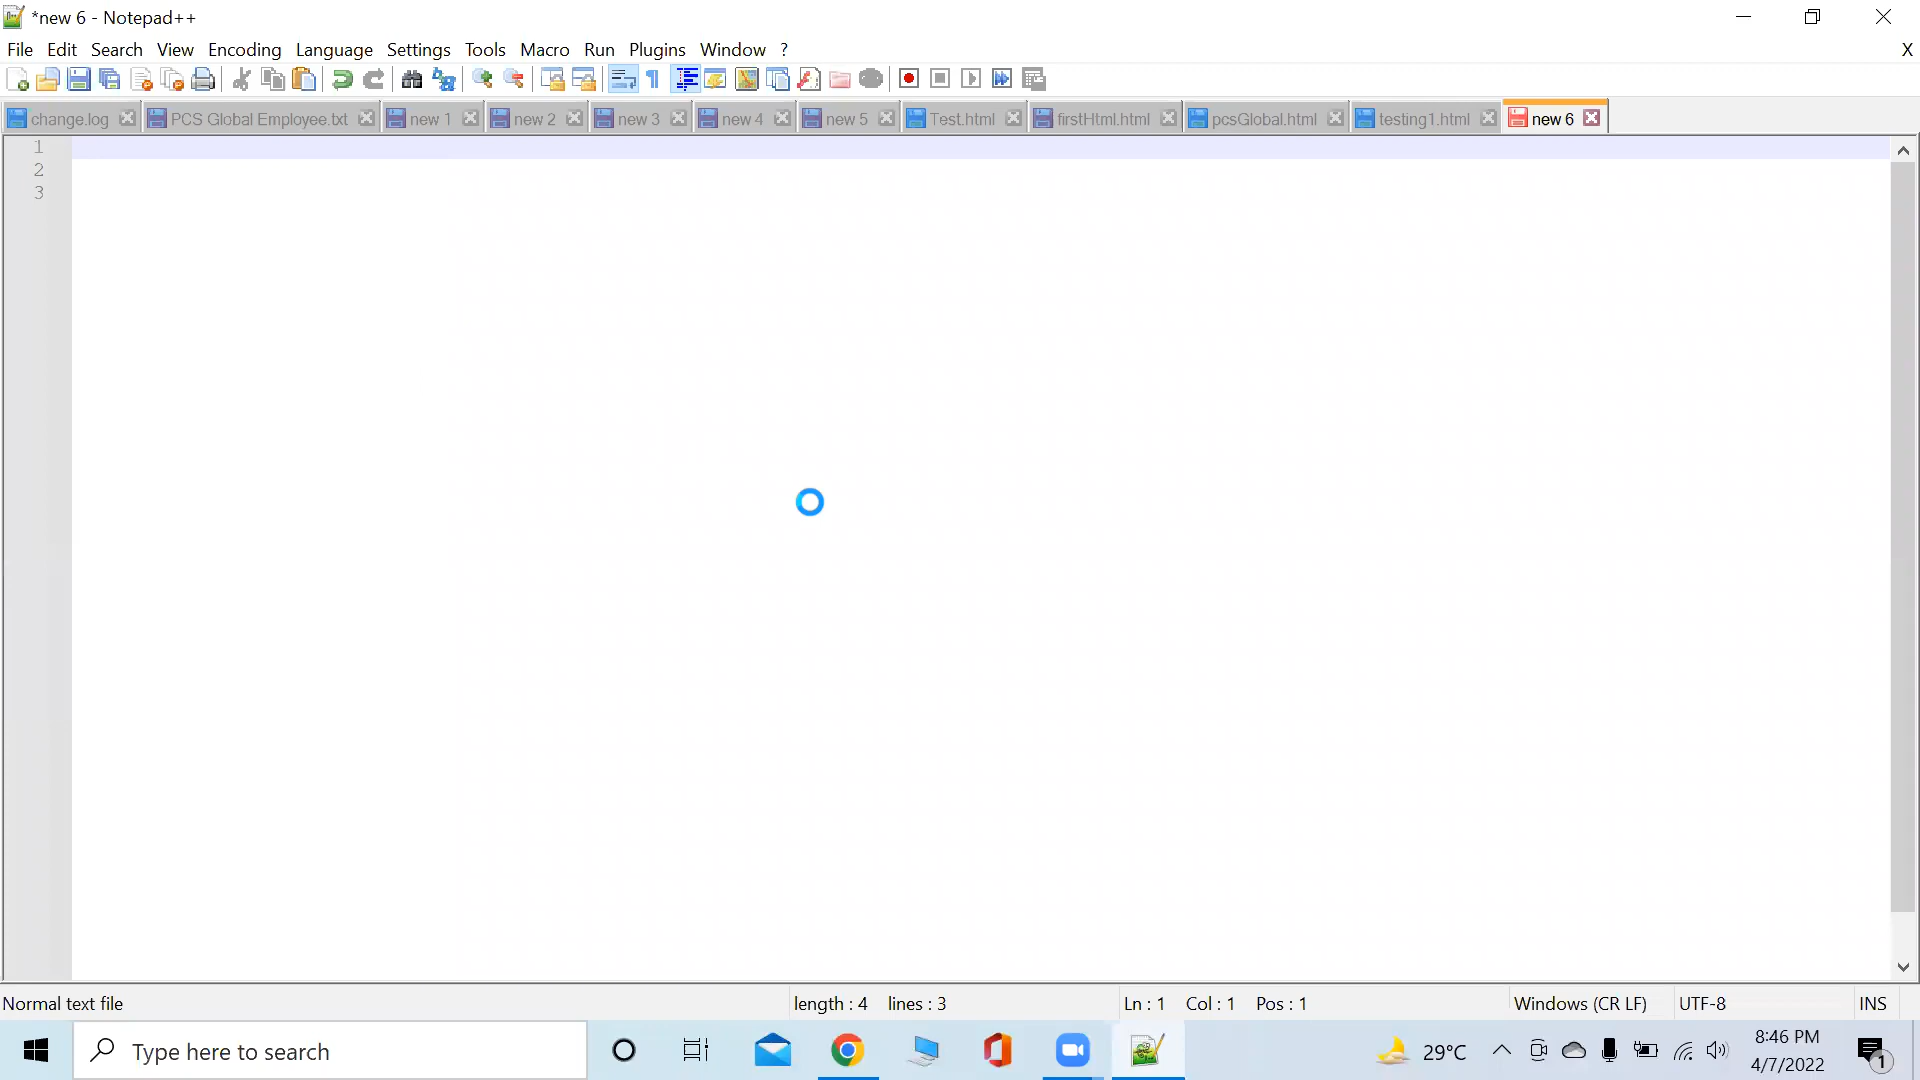 *new 6 - Notepad++
File Edit Search View Encoding Language Settings Tools Macro Run Plugins Window ? X
change.log PCS Global Employee.txt new 1 new 2 new 3 new 4 new 5 Test.html firstHtml.html pcsGlobal.html testing1.html new 6
1
2
3
Normal text file length : 4 lines : 3 Ln : 1 Col : 1 Pos : 1 Windows (CR LF) UTF-8 INS
Type here to search 29°C 8:46 PM
4/7/2022 1